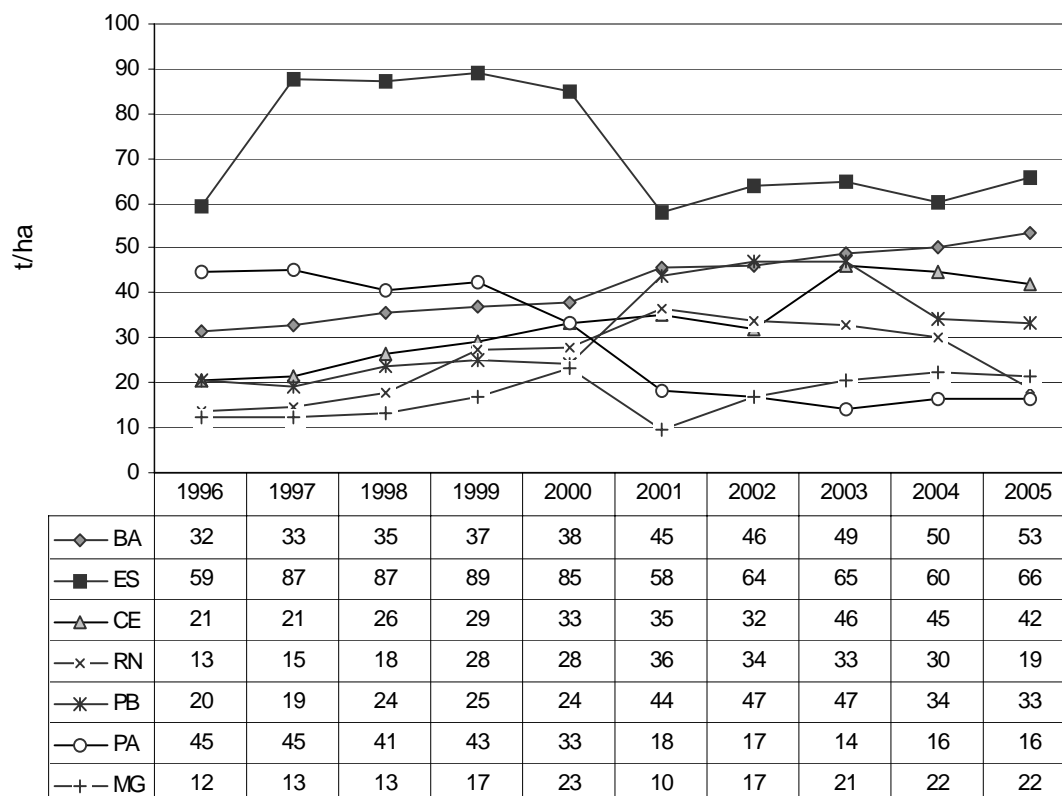 100
90
80
70
60
50
40
30
20
10
0
t/ha
1996 1997 1998 1999 2000 2001 2002 2003 2004 2005
BA 32 33 35 37 38 45 46 49 50 53
ES 59 87 87 89 85 58 64 65 60 66
CE 21 21 26 29 33 35 32 46 45 42
RN 13 15 18 28 28 36 34 33 30 19
PB 20 19 24 25 24 44 47 47 34 33
PA 45 45 41 43 33 18 17 14 16 16
MG 12 13 13 17 23 10 17 21 22 22